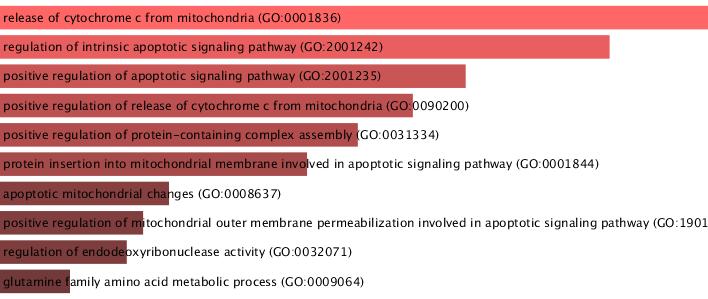 release of cytochrome c from mitochondria (GO:0001836)
regulation of intrinsic apoptotic signaling pathway (GO:2001242)
positive regulation of apoptotic signaling pathway (GO:2001235)
positive regulation of release of cytochrome c from mitochondria (GO:0090200)
positive regulation of protein-containing complex assembly (GO:0031334)
protein insertion into mitochondrial membrane involved in apoptotic signaling pathway (GO:0001844)
apoptotic mitochondrial changes (GO:0008637)
positive regulation of mitochondrial outer membrane permeabilization involved in apoptotic signaling pathway (GO:1901
regulation of endodeoxyribonuclease activity (GO:0032071)
glutamine family amino acid metabolic process (GO:0009064)